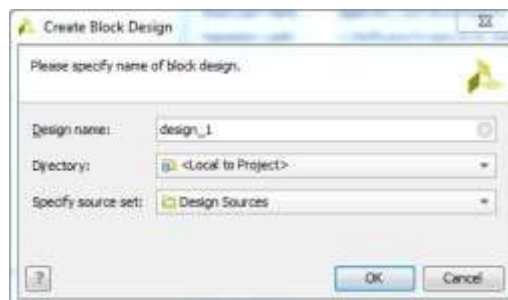 Create Block Design
Please specify name of block design.
Design name: design_1
Directory: <Local to Project>
Specify source set: Design Sources
? OK Cancel